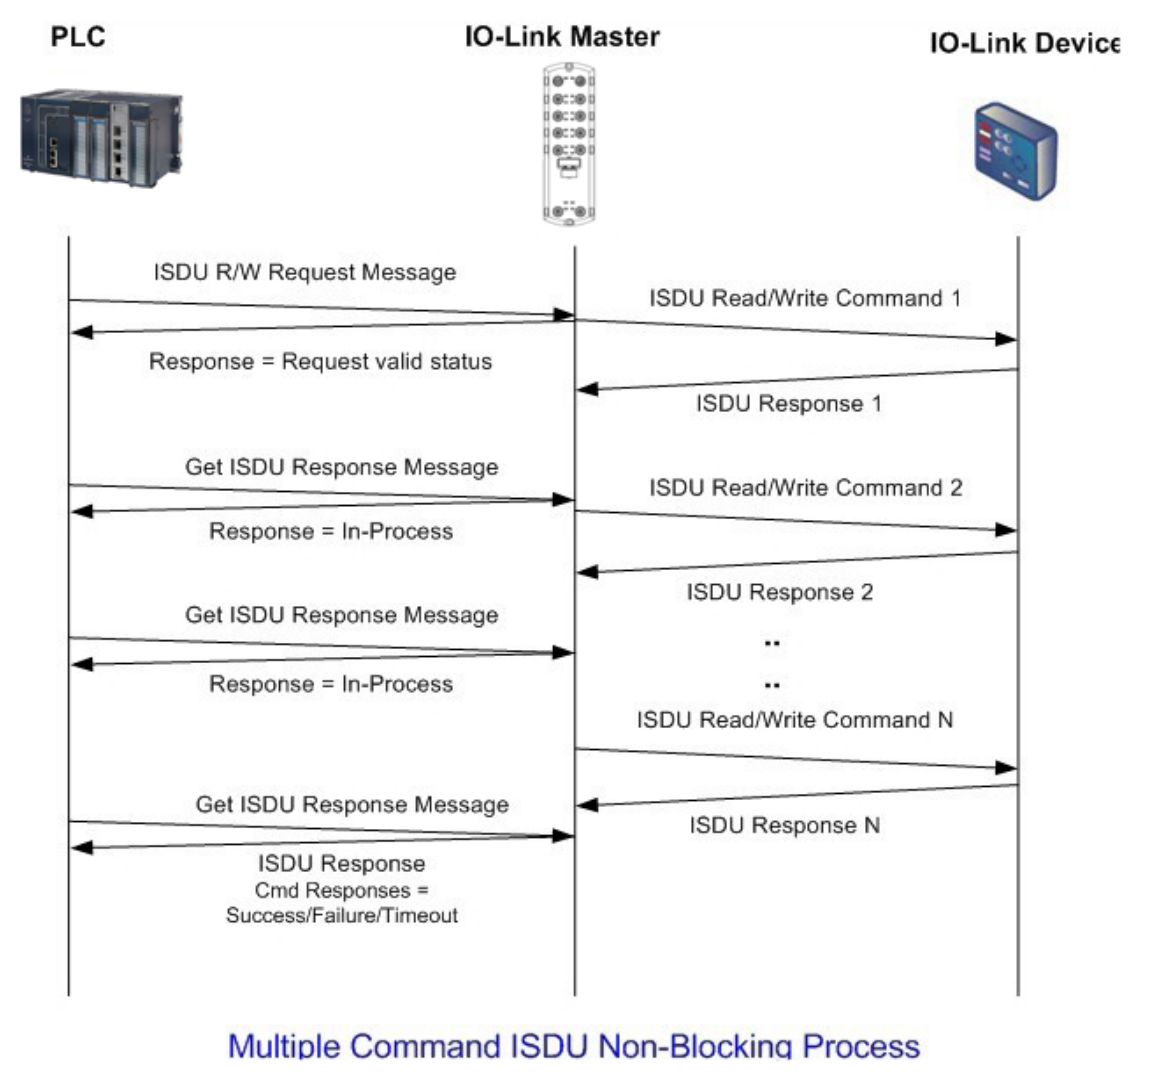 PLC
IO-Link Master
IO-Link Device
ISDU R/W Request Message
ISDU Read/Write Command 1
Response = Request valid status
ISDU Response 1
Get ISDU Response Message
ISDU Read/Write Command 2
Response = In-Process
ISDU Response 2
Get ISDU Response Message
..
..
Response = In-Process
ISDU Read/Write Command N
Get ISDU Response Message
ISDU Response N
ISDU Response
Cmd Responses =
Success/Failure/Timeout
Multiple Command ISDU Non-Blocking Process